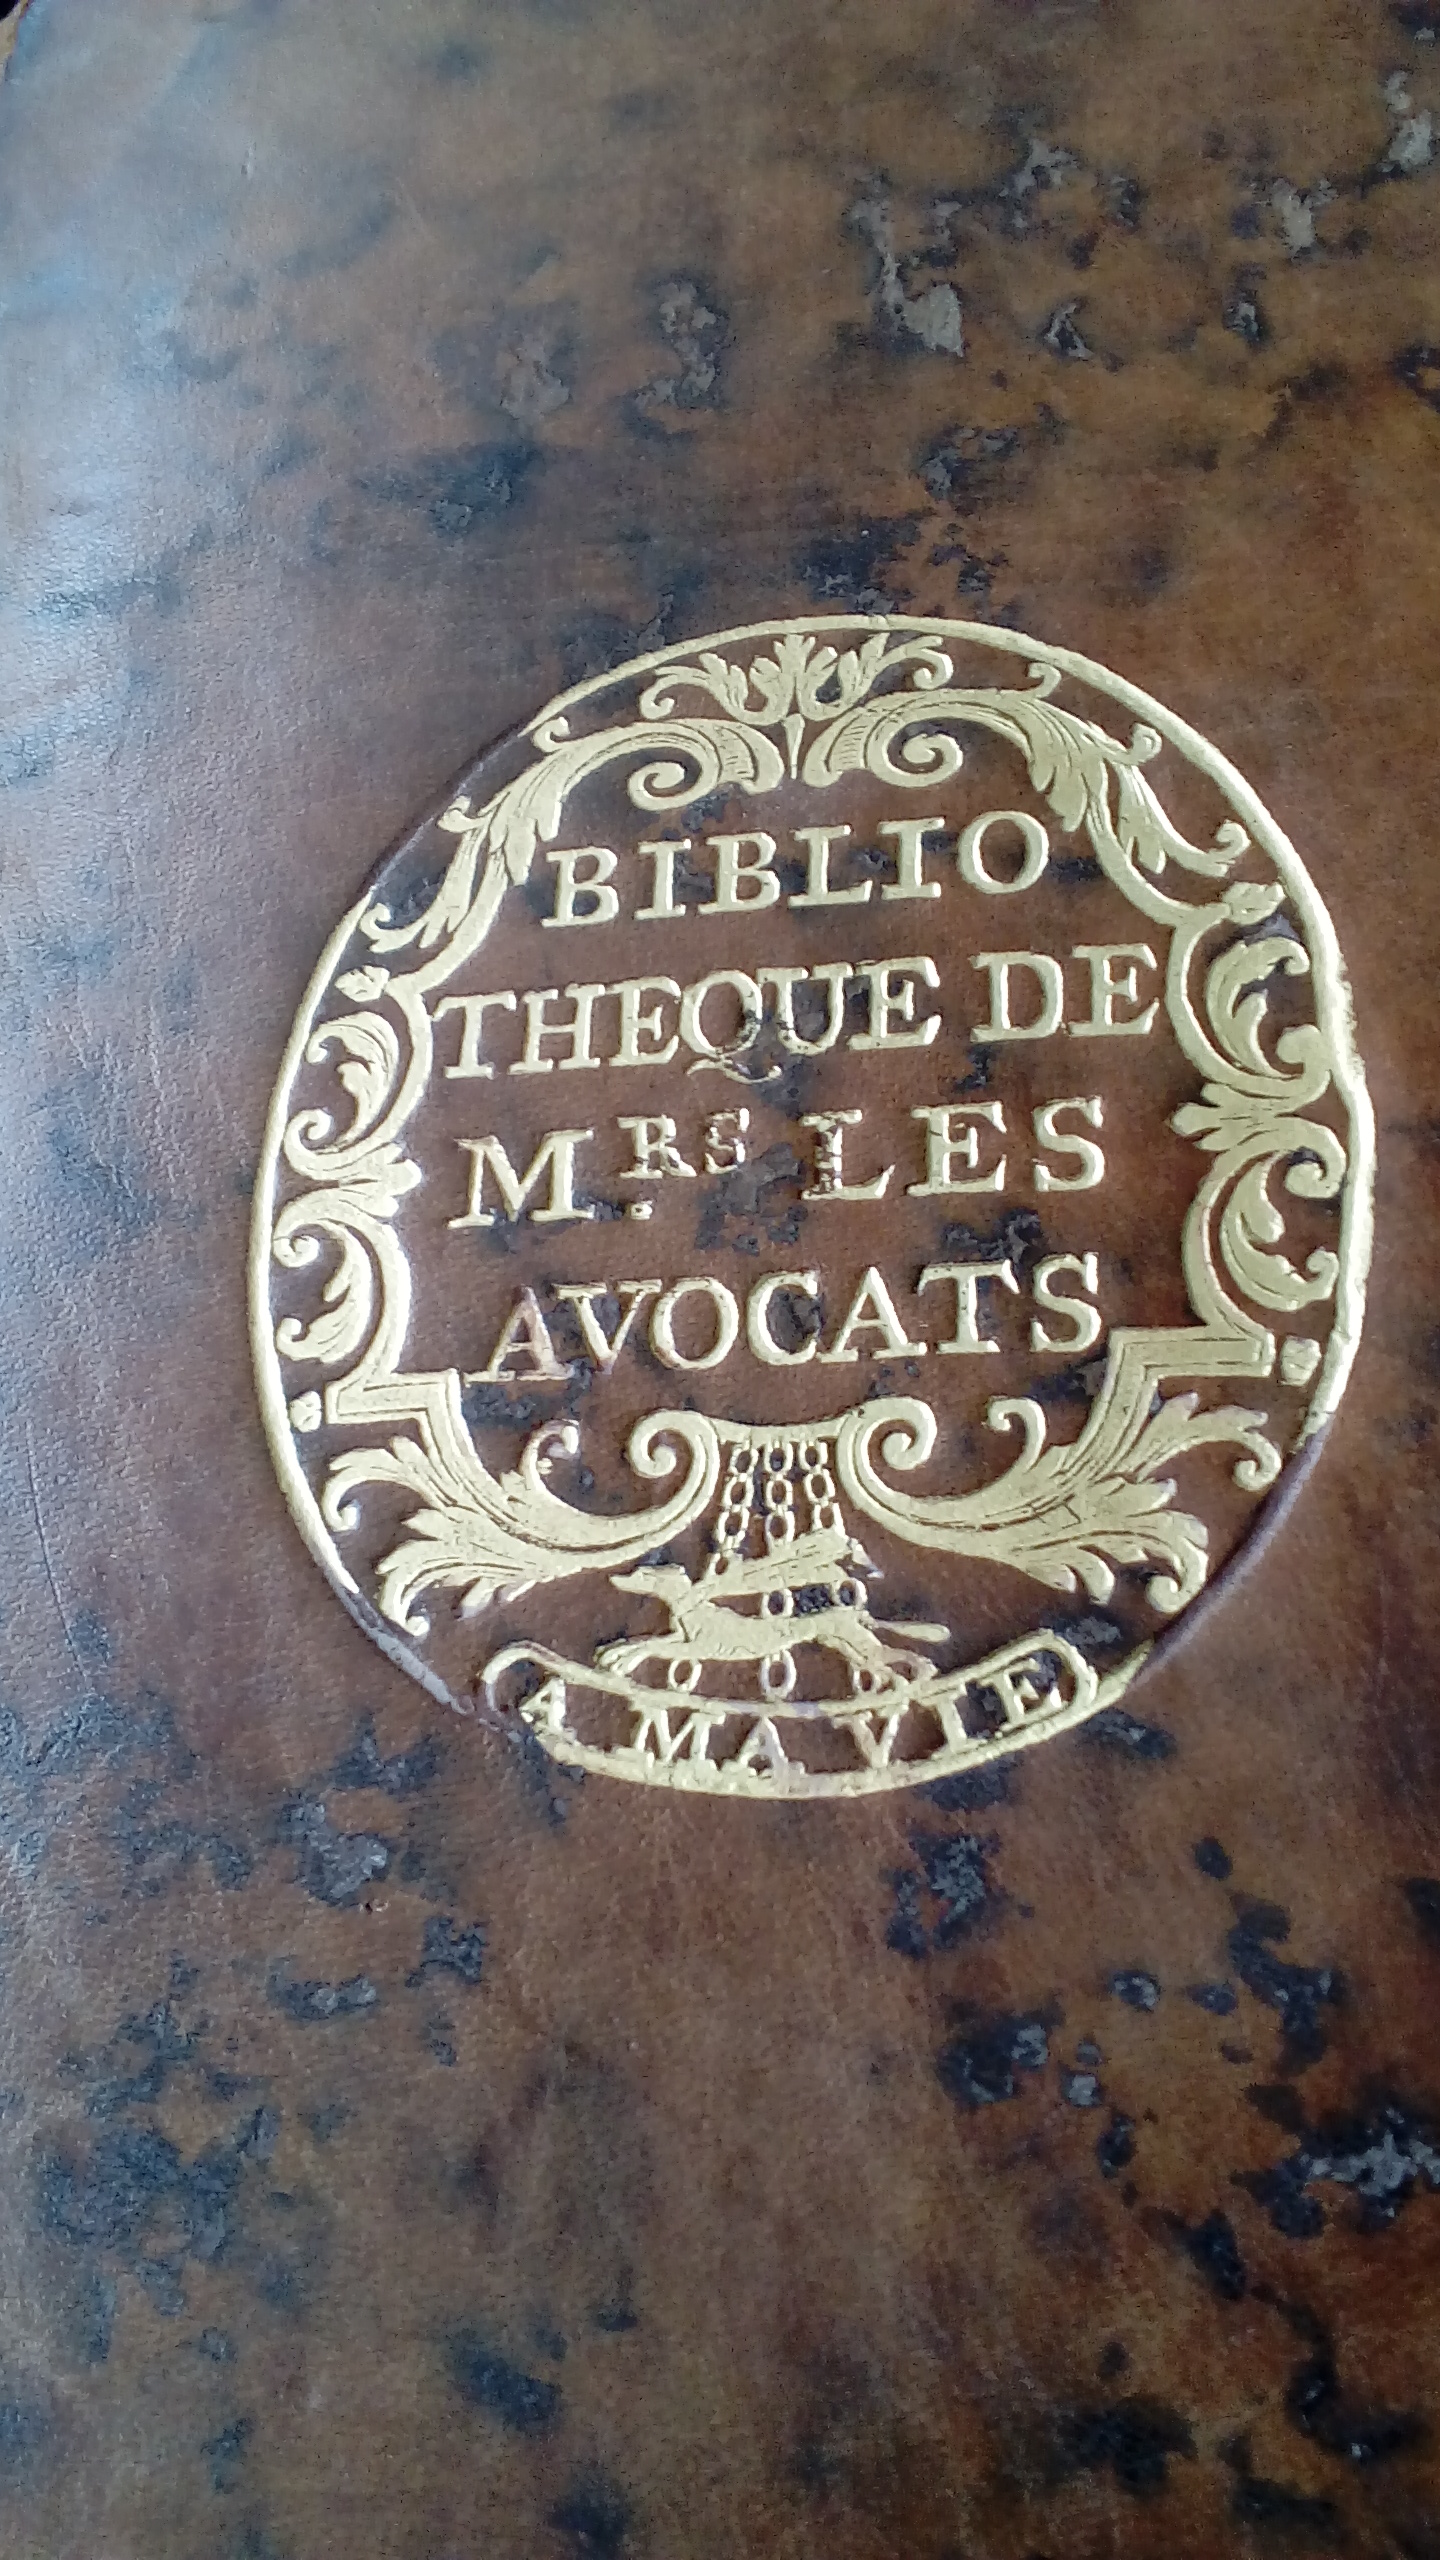 BIBLIO
THEQUE DE
M.RS LES
AVOCATS
A MA VIE